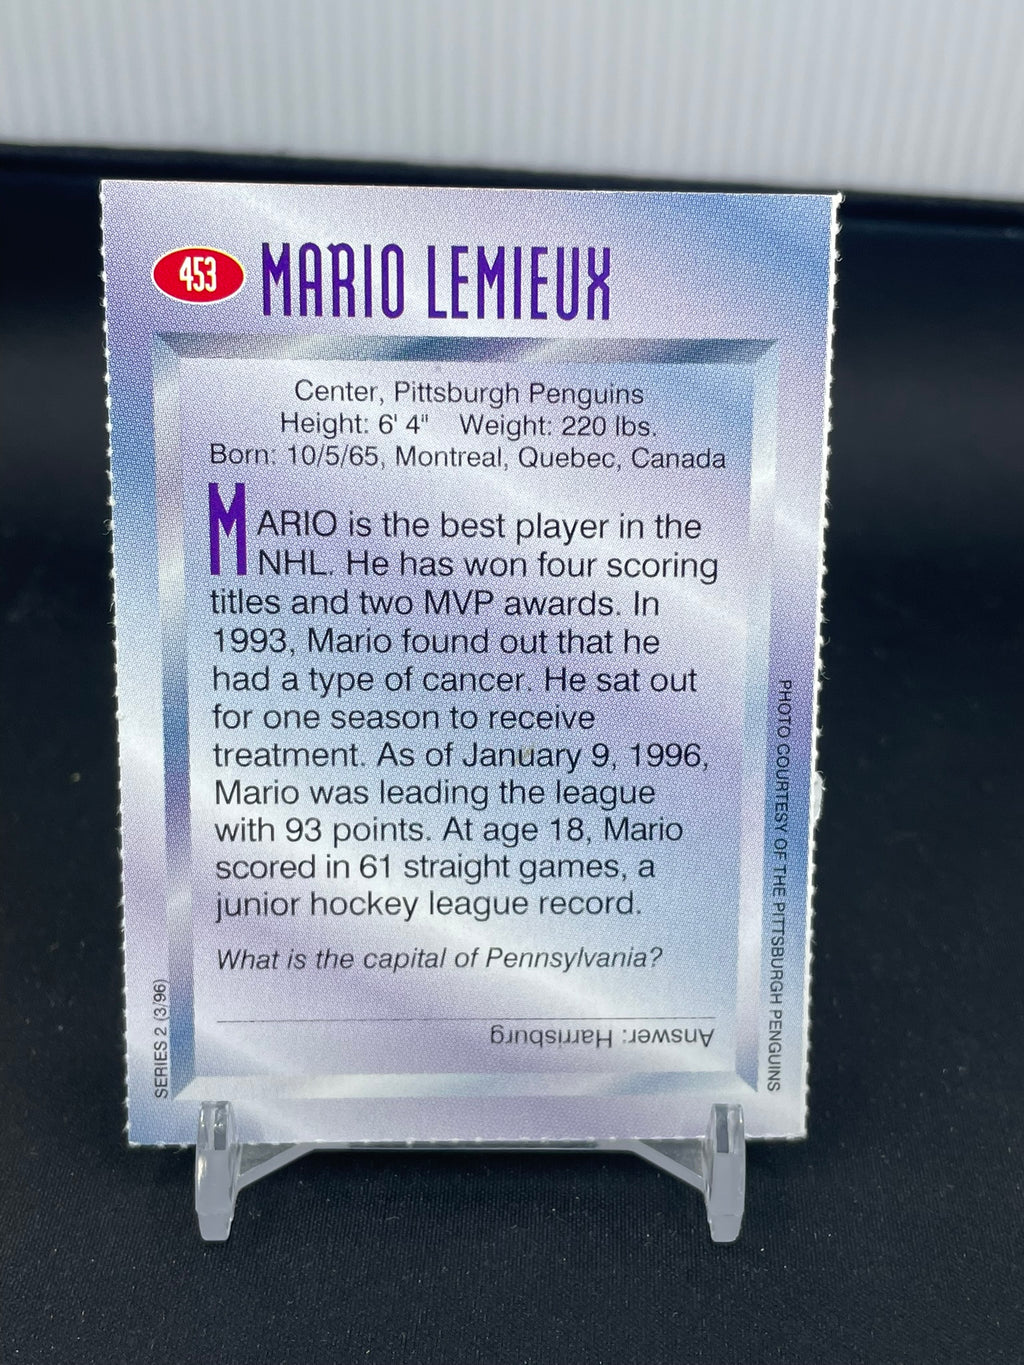 453 MARIO LEMIEUX
Center, Pittsburgh Penguins
Height: 6' 4" Weight: 220 lbs.
Born: 10/5/65, Montreal, Quebec, Canada
MARIO is the best player in the
NHL. He has won four scoring
titles and two MVP awards. In
1993, Mario found out that he
had a type of cancer. He sat out
for one season to receive
treatment. As of January 9, 1996,
Mario was leading the league
with 93 points. At age 18, Mario
scored in 61 straight games, a
junior hockey league record.
What is the capital of Pennsylvania?
Answer: Harrisburg
SERIES 2 (3/96)
PHOTO COURTESY OF THE PITTSBURGH PENGUINS